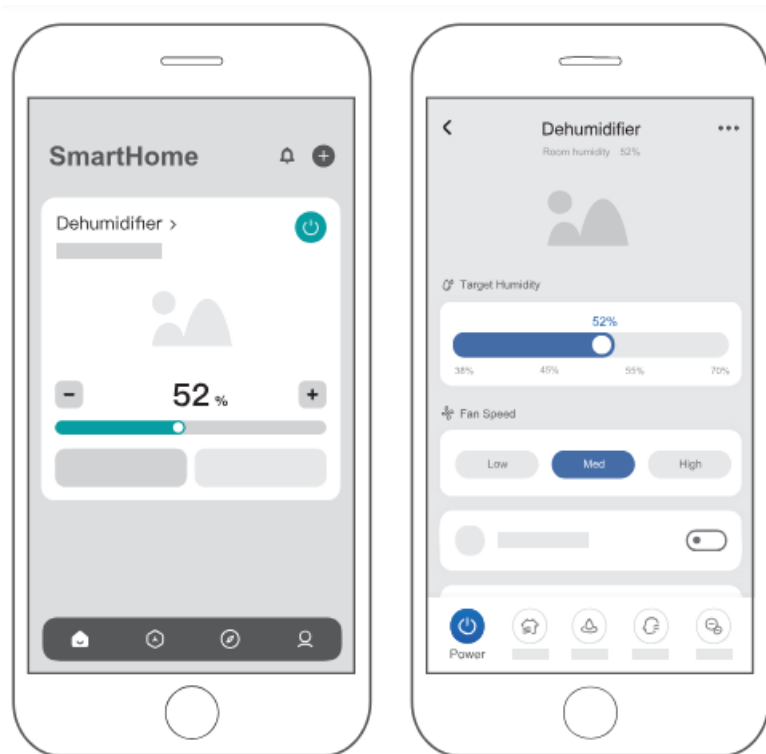 SmartHome
Dehumidifier >
52 %
Dehumidifier
Room humidity 52%
Target Humidity
52%
38% 45% 55% 70%
Fan Speed
Low Med High
Power